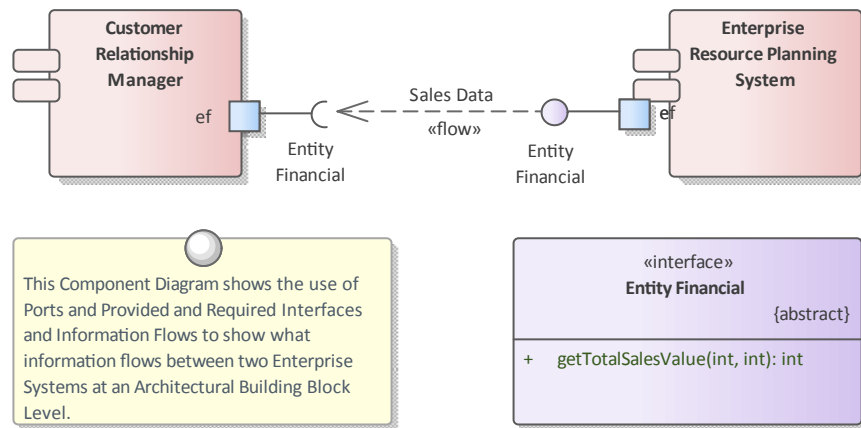 Customer
Relationship
Manager
Enterprise
Resource Planning
System
ef
Sales Data
«flow»
ef
Entity
Financial
Entity
Financial
This Component Diagram shows the use of
Ports and Provided and Required Interfaces
and Information Flows to show what
information flows between two Enterprise
Systems at an Architectural Building Block
Level.
«interface»
Entity Financial
{abstract}
+ getTotalSalesValue(int, int): int